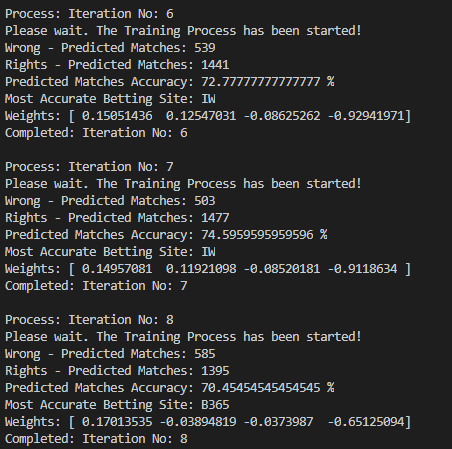 Process: Iteration No: 6
Please wait. The Training Process has been started!
Wrong - Predicted Matches: 539
Rights - Predicted Matches: 1441
Predicted Matches Accuracy: 72.77777777777777 %
Most Accurate Betting Site: IW
Weights: [ 0.15051436  0.12547031 -0.08625262 -0.92941971]
Completed: Iteration No: 6
Process: Iteration No: 7
Please wait. The Training Process has been started!
Wrong - Predicted Matches: 503
Rights - Predicted Matches: 1477
Predicted Matches Accuracy: 74.5959595959596 %
Most Accurate Betting Site: IW
Weights: [ 0.14957081  0.11921098 -0.08520181 -0.9118634 ]
Completed: Iteration No: 7
Process: Iteration No: 8
Please wait. The Training Process has been started!
Wrong - Predicted Matches: 585
Rights - Predicted Matches: 1395
Predicted Matches Accuracy: 70.45454545454545 %
Most Accurate Betting Site: B365
Weights: [ 0.17013535 -0.03894819 -0.0373987  -0.65125094]
Completed: Iteration No: 8